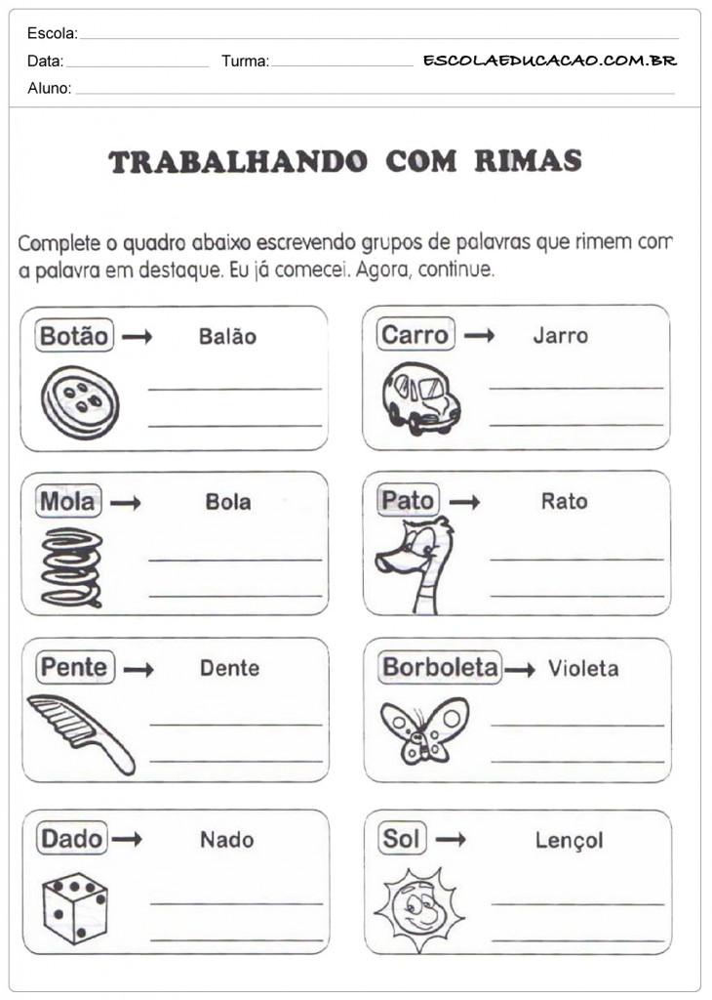 Escola:
Data: Turma: ESCOLAEDUCACAO.COM.BR
Aluno:
TRABALHANDO COM RIMAS
Complete o quadro abaixo escrevendo grupos de palavras que rimem com
a palavra em destaque. Eu já comecei. Agora, continue.
Botão Balão
Carro Jarro
Mola Bola
Pato Rato
Pente Dente
Borboleta Violeta
Dado Nado
Sol Lençol